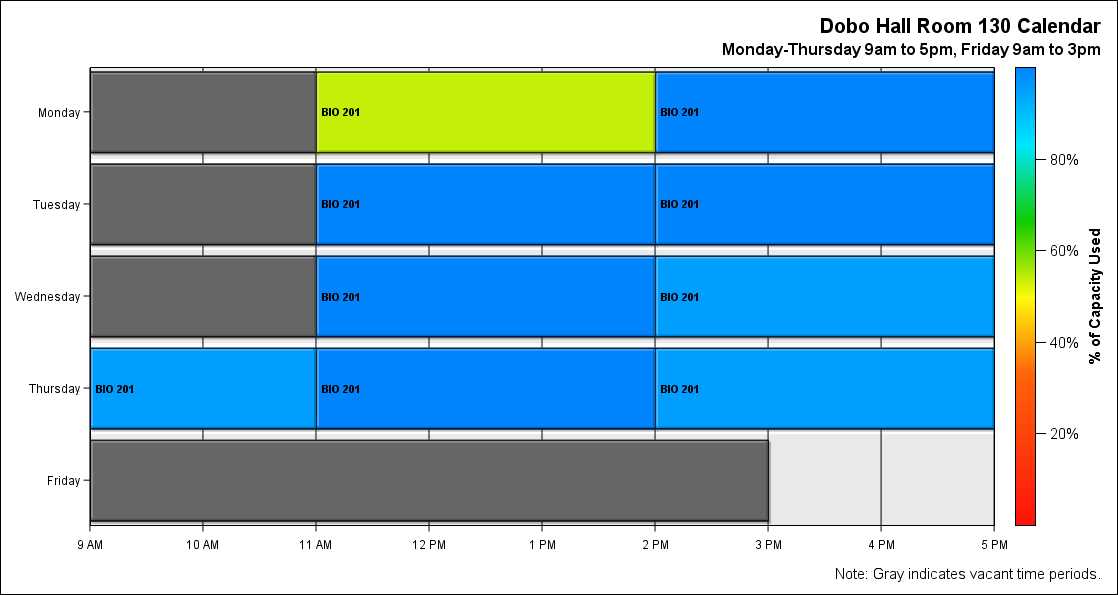 Dobo Hall Room 130 Calendar
Monday-Thursday 9am to 5pm, Friday 9am to 3pm
Monday
BIO 201
BIO 201
Tuesday
BIO 201
BIO 201
Wednesday
BIO 201
BIO 201
Thursday
BIO 201
BIO 201
BIO 201
Friday
9 AM
10 AM
11 AM
12 PM
1 PM
2 PM
3 PM
4 PM
5 PM
80%
60%
40%
20%
% of Capacity Used
Note: Gray indicates vacant time periods.